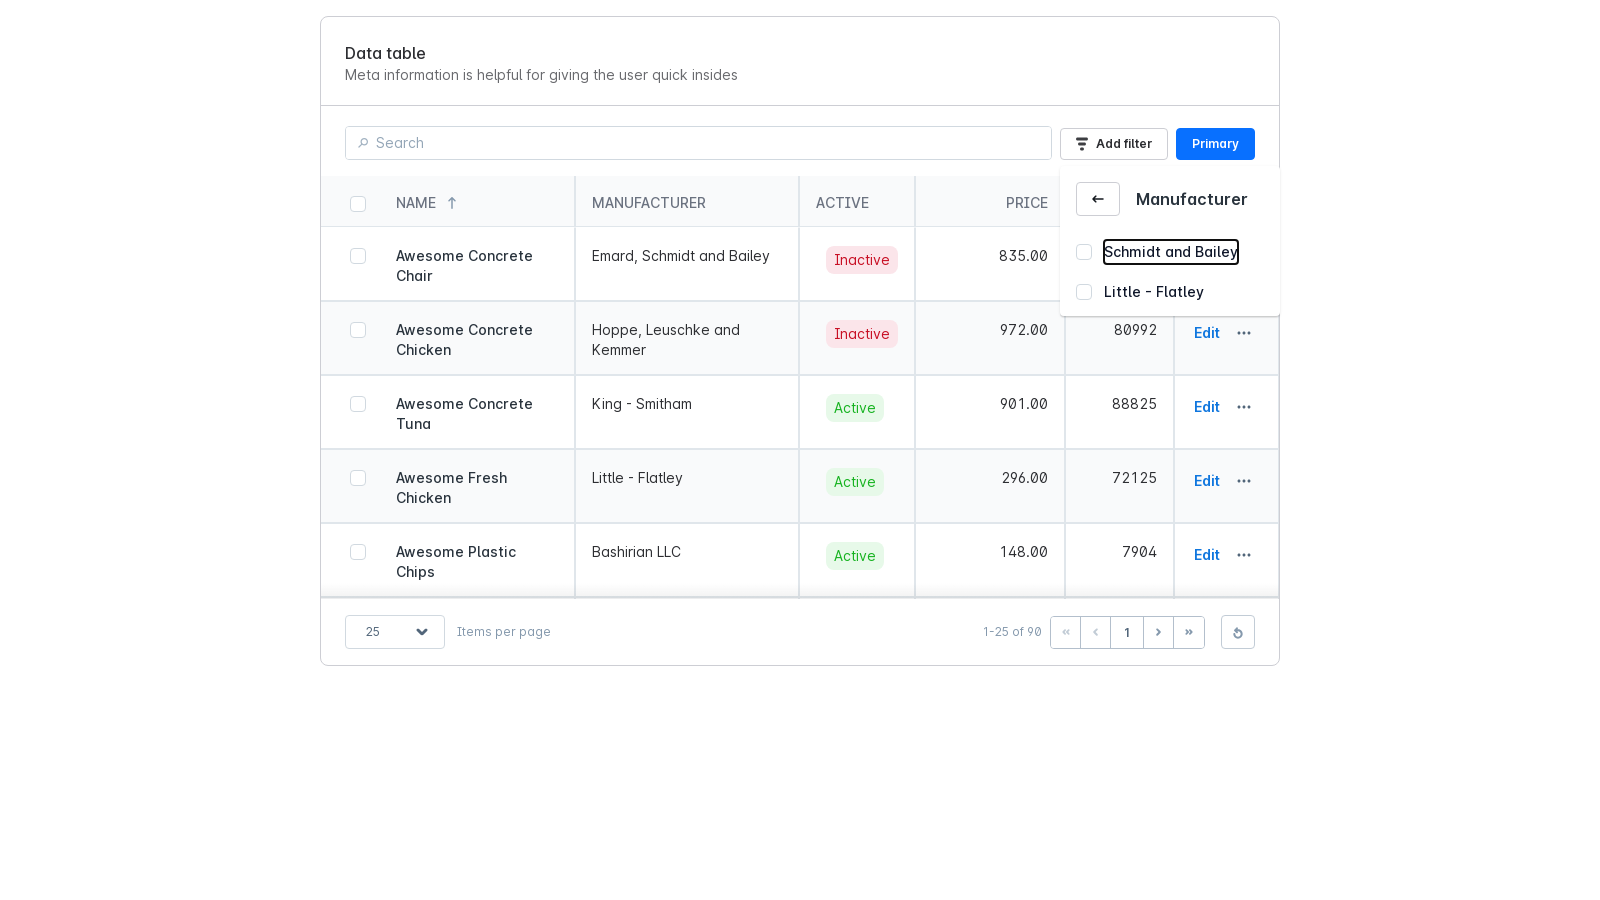 Data table
Meta information is helpful for giving the user quick insides
Search
Add filter
Primary
NAME
MANUFACTURER
ACTIVE
PRICE
Manufacturer
Schmidt and Bailey
Little - Flatley
Awesome Concrete
Chair
Emard, Schmidt and Bailey
Inactive
835.00
Awesome Concrete
Chicken
Hoppe, Leuschke and
Kemmer
Inactive
972.00
80992
Edit
Awesome Concrete
Tuna
King - Smitham
Active
901.00
88825
Edit
Awesome Fresh
Chicken
Little - Flatley
Active
296.00
72125
Edit
Awesome Plastic
Chips
Bashirian LLC
Active
148.00
7904
Edit
25
Items per page
1-25 of 90
1